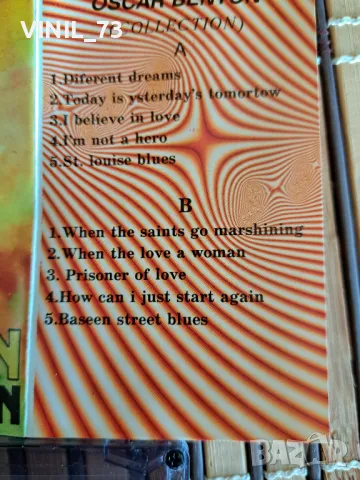 VINIL_73
OSCAR BENTON
(COLLECTION)
A
1.Diferent dreams
2.Today is ysterday's tomortow
3.I believe in love
4.I'm not a hero
5.St. louise blues
B
1.When the saints go marshining
2.When the love a woman
3. Prisoner of love
4.How can i just start again
5.Baseen street blues
N
N
BAZAR